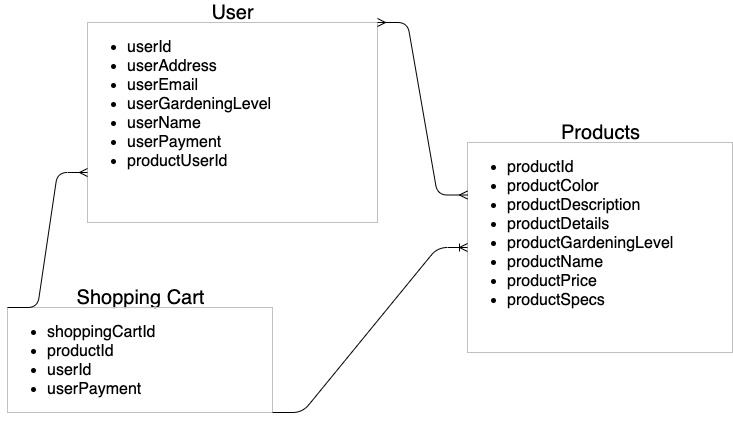 User
userId
userAddress
userEmail
userGardeningLevel
userName
userPayment
productUserId
Products
productId
productColor
productDescription
productDetails
productGardeningLevel
productName
productPrice
productSpecs
Shopping Cart
shoppingCartId
productId
userId
userPayment